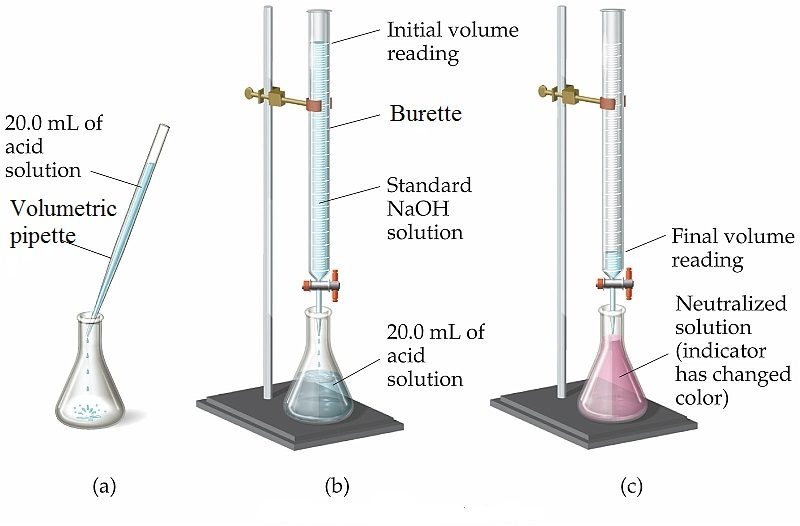 20.0 mL of
acid
solution
Volumetric
pipette
(a)
Initial volume
reading
Burette
Standard
NaOH
solution
20.0 mL of
acid
solution
(b)
Final volume
reading
Neutralized
solution
(indicator
has changed
color)
(c)